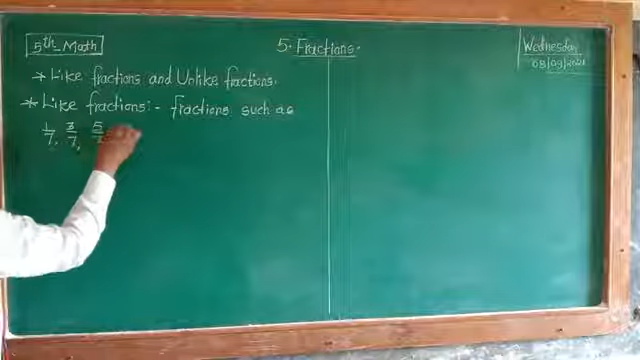 5th Math
5. Fractions.
Wednesday
08/09/2021
* Like fractions and Unlike fractions.
* Like fractions:- fractions such as
1/7, 3/7, 5/